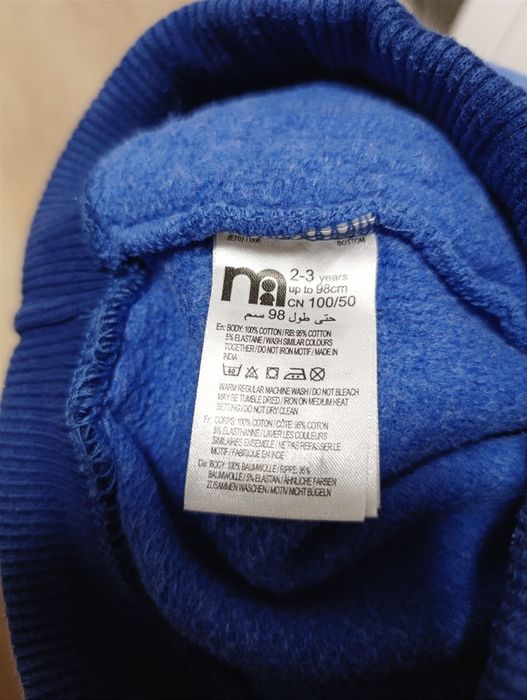 BOTTOM
2-3 years
up to 98cm
CN 100/50
حتى طول 98 سم
En: BODY: 100% COTTON / RIB: 95% COTTON
5% ELASTANE / WASH SIMILAR COLOURS
TOGETHER / DO NOT IRON MOTIF / MADE IN
INDIA
40
WARM REGULAR MACHINE WASH / DO NOT BLEACH
MAY BE TUMBLE DRIED / IRON ON MEDIUM HEAT
SETTING / DO NOT DRY CLEAN
Fr: CORPS: 100% COTON / CÔTE: 95% COTON
5% ELASTHANNE / LAVER LES COULEURS
SIMILAIRES ENSEMBLE / NE PAS REPASSER LE
MOTIF / FABRIQUÉ EN INDE
De: BODY: 100% BAUMWOLLE / RIPPE: 95%
BAUMWOLLE / 5% ELASTAN / ÄHNLICHE FARBEN
ZUSAMMEN WASCHEN / MOTIV NICHT BÜGELN